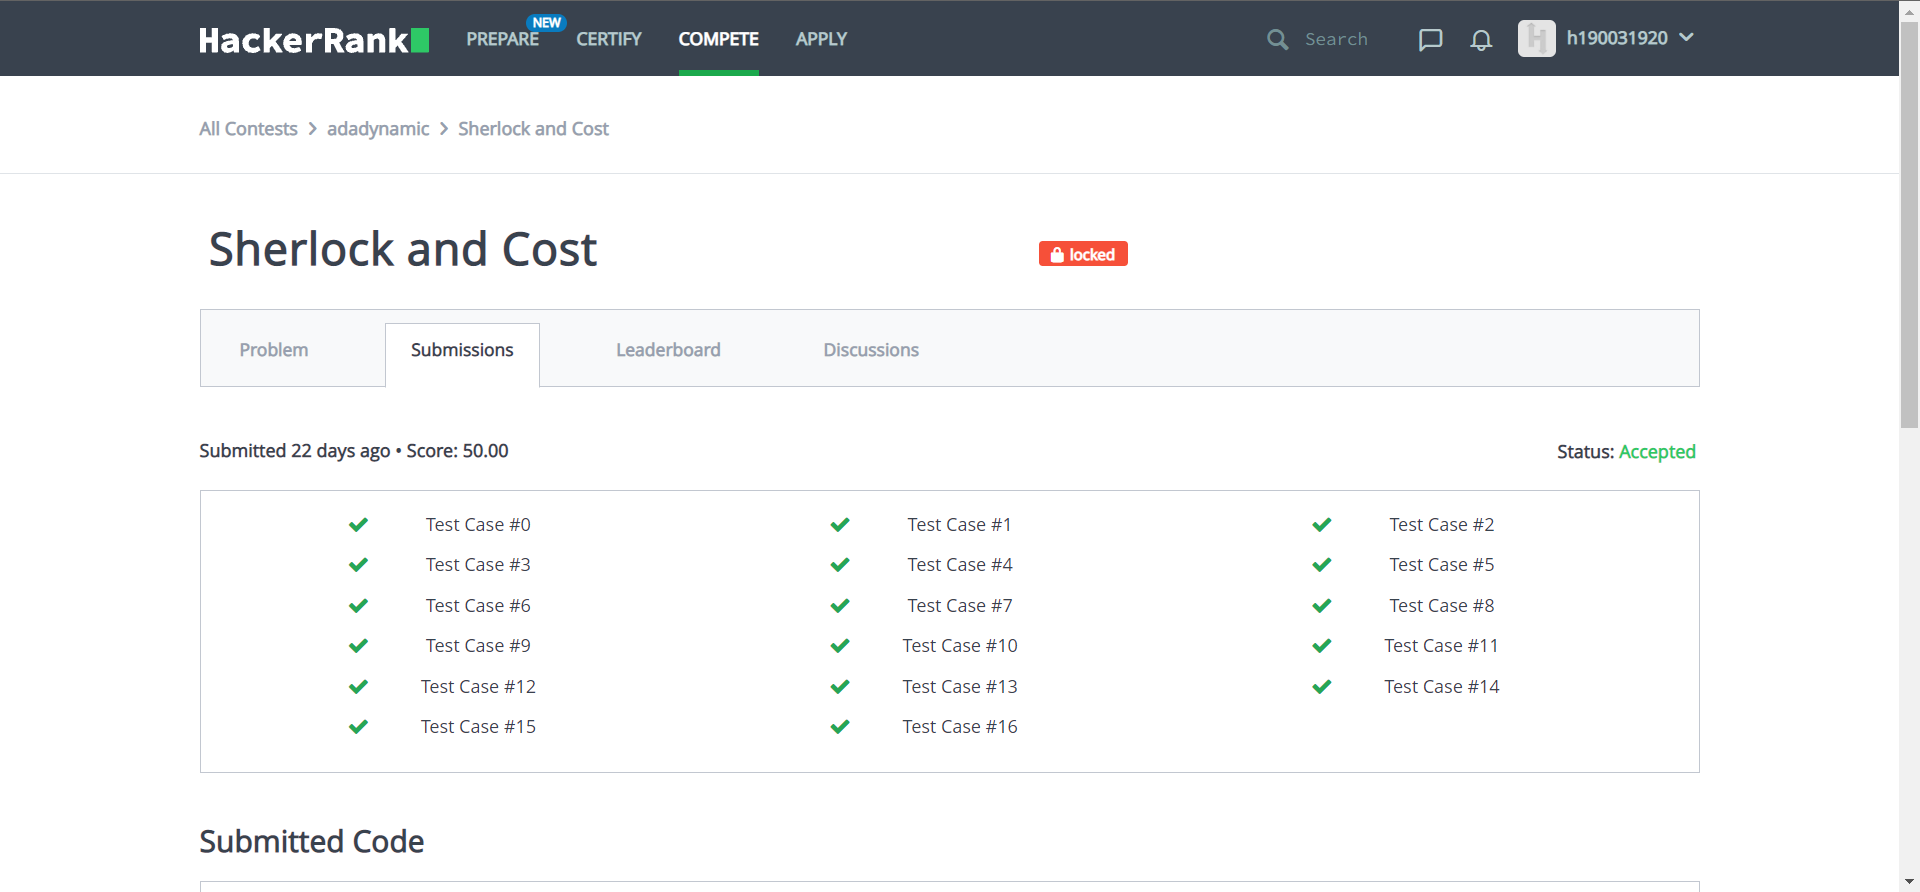 HackerRank PREPARE NEW CERTIFY COMPETE APPLY Search h190031920
All Contests > adadynamic > Sherlock and Cost
Sherlock and Cost locked
Problem Submissions Leaderboard Discussions
Submitted 22 days ago • Score: 50.00 Status: Accepted
Test Case #0 Test Case #1 Test Case #2
Test Case #3 Test Case #4 Test Case #5
Test Case #6 Test Case #7 Test Case #8
Test Case #9 Test Case #10 Test Case #11
Test Case #12 Test Case #13 Test Case #14
Test Case #15 Test Case #16
Submitted Code